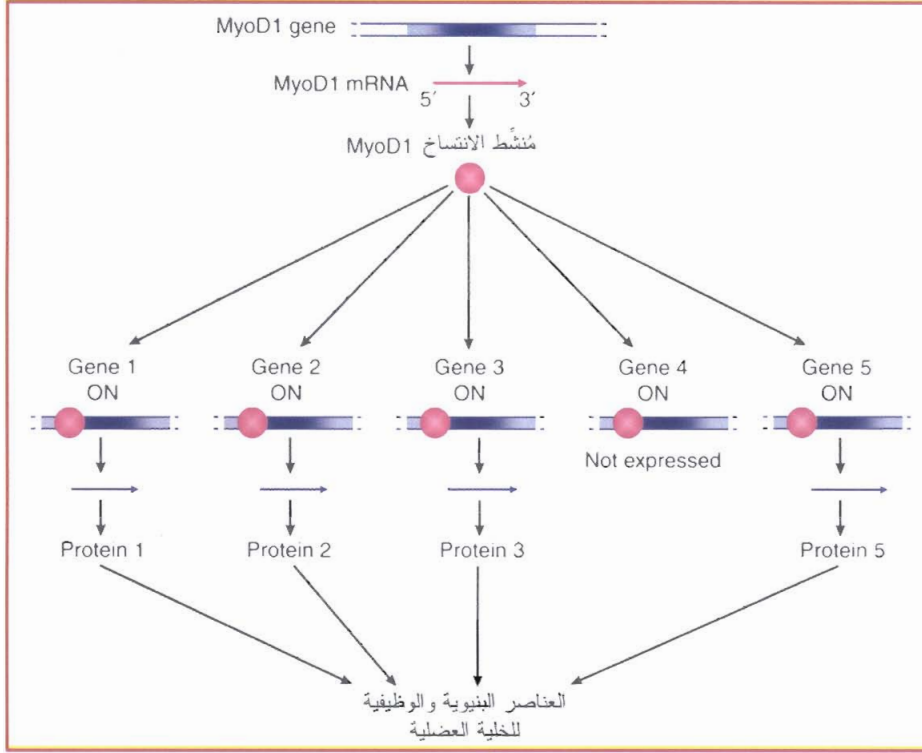 MyoD1 gene
MyoD1 mRNA
5′ 3′
MyoD1 مُنشِّط الانتساخ
Gene 1 Gene 2 Gene 3 Gene 4 Gene 5
ON ON ON ON ON
Not expressed
Protein 1 Protein 2 Protein 3 Protein 5
العناصر البنيوية والوظيفية
للخلية العضلية